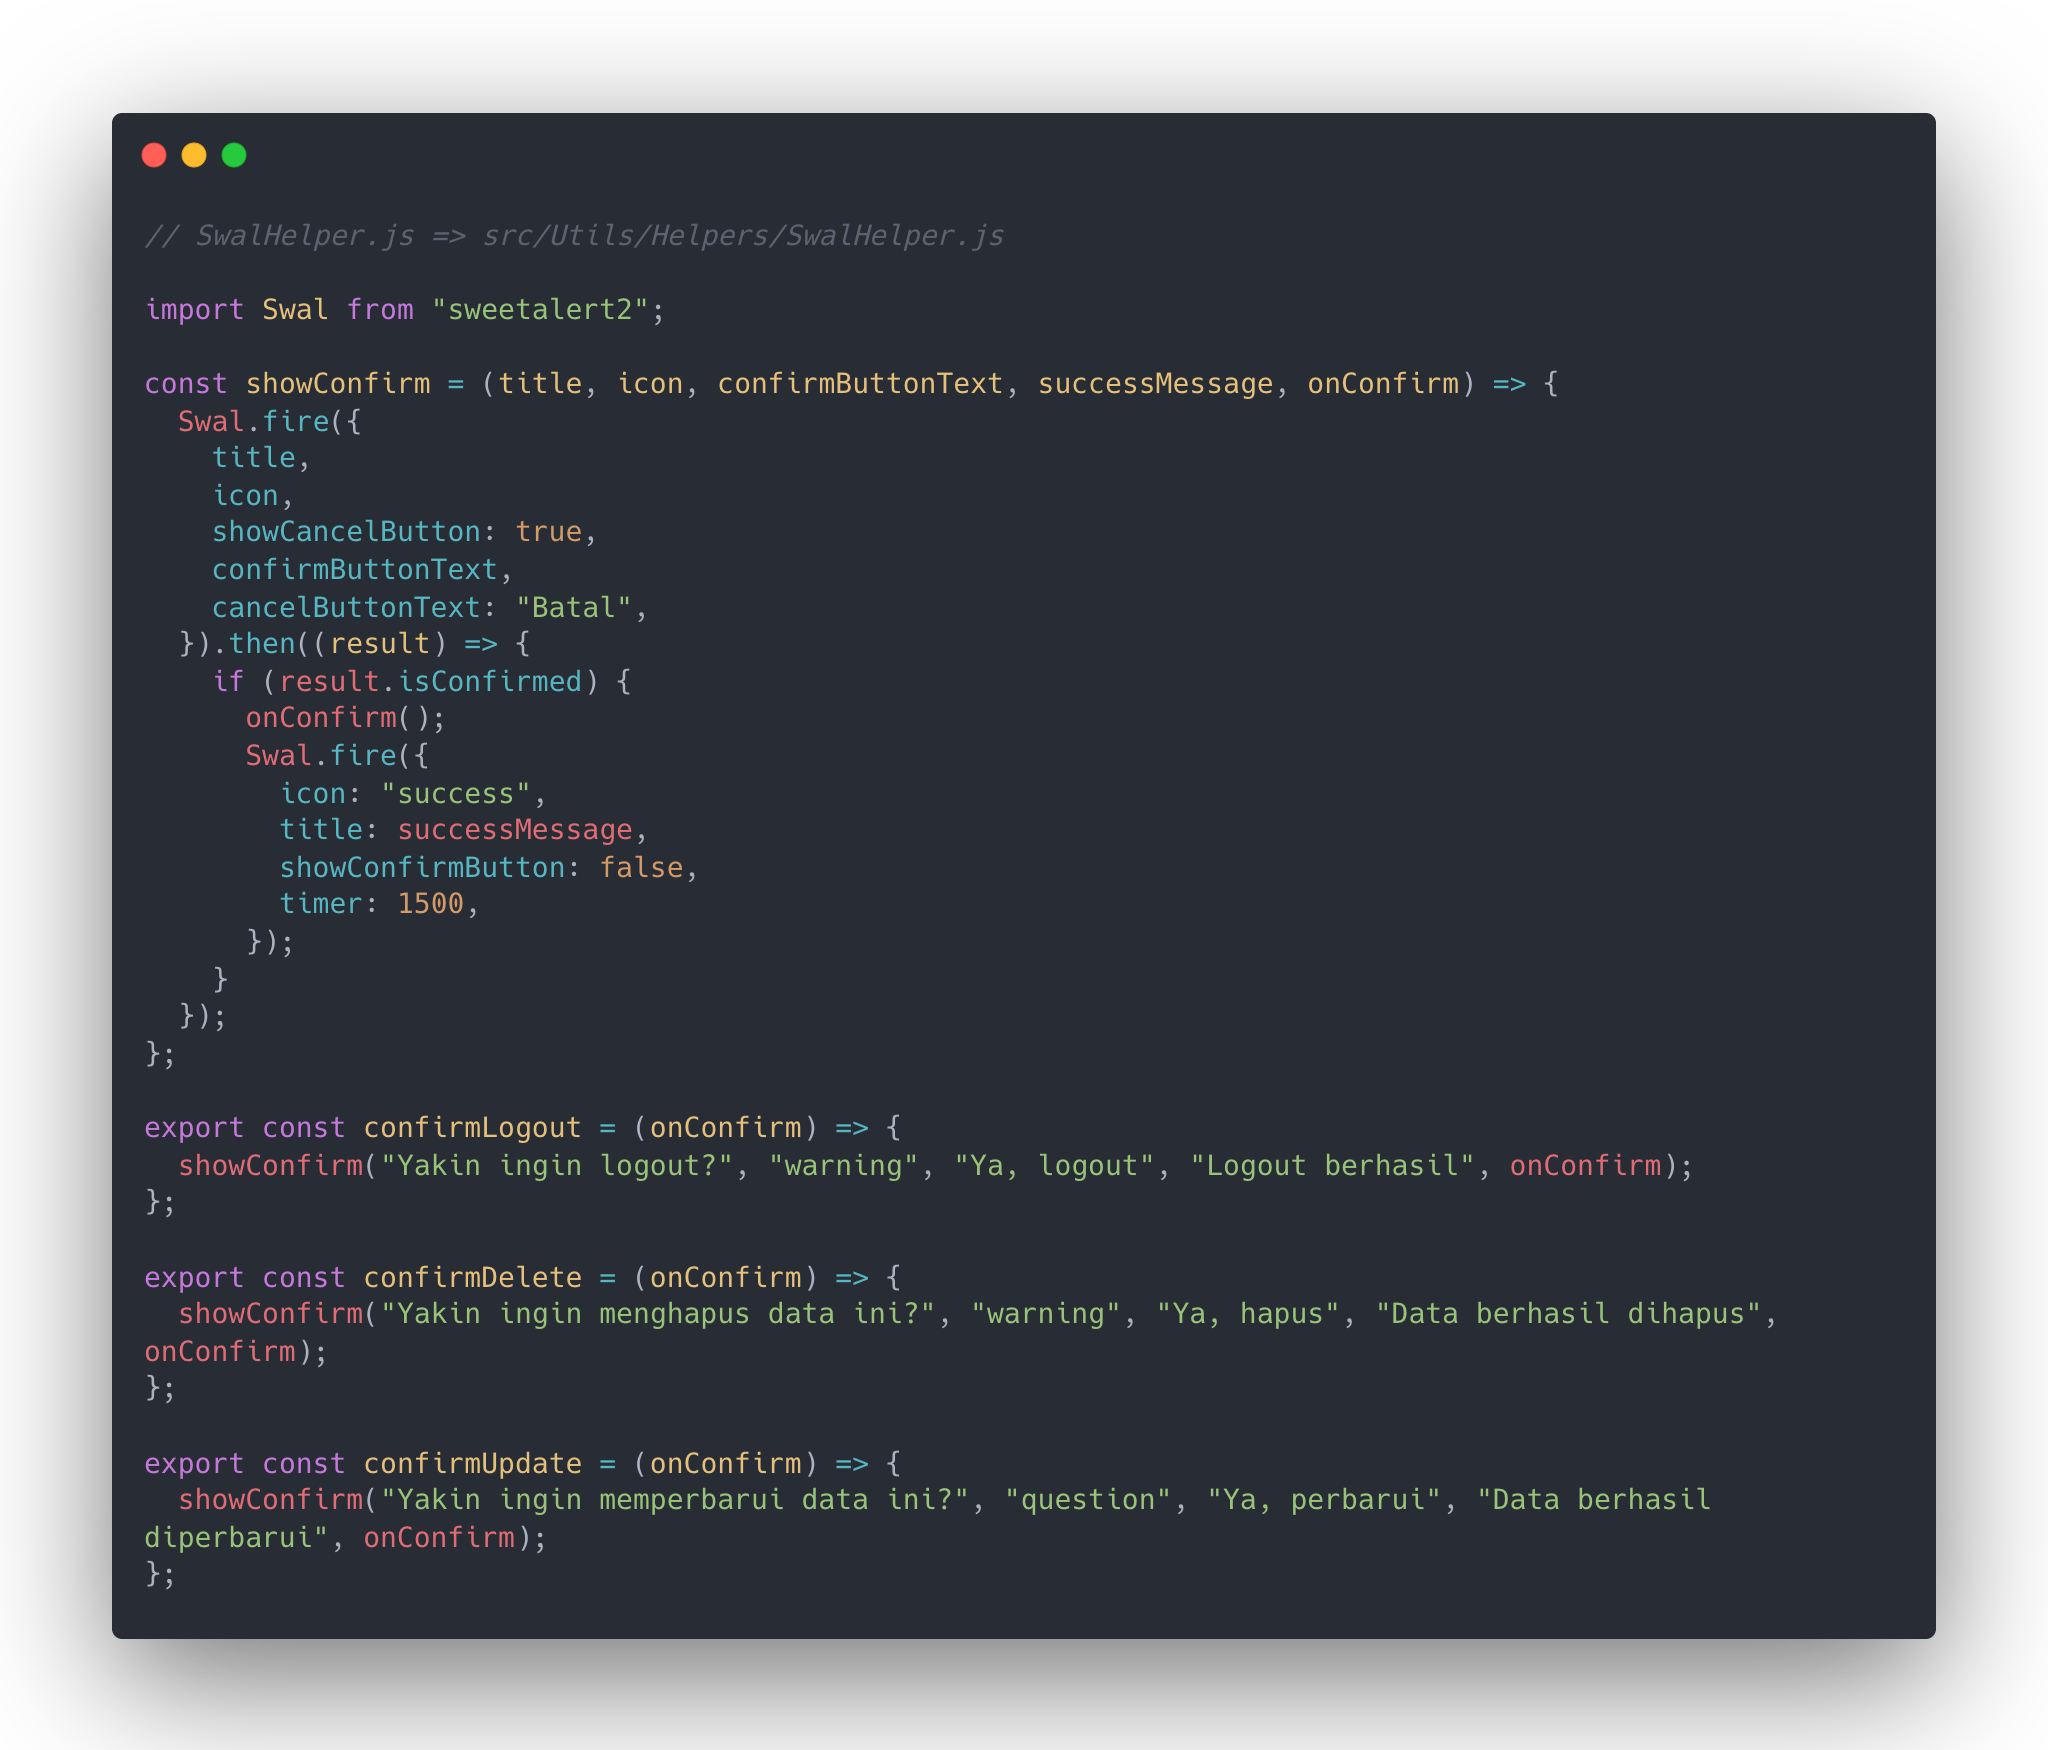 // SwalHelper.js => src/Utils/Helpers/SwalHelper.js

import Swal from "sweetalert2";

const showConfirm = (title, icon, confirmButtonText, successMessage, onConfirm) => {
  Swal.fire({
    title,
    icon,
    showCancelButton: true,
    confirmButtonText,
    cancelButtonText: "Batal",
  }).then((result) => {
    if (result.isConfirmed) {
      onConfirm();
      Swal.fire({
        icon: "success",
        title: successMessage,
        showConfirmButton: false,
        timer: 1500,
      });
    }
  });
};

export const confirmLogout = (onConfirm) => {
  showConfirm("Yakin ingin logout?", "warning", "Ya, logout", "Logout berhasil", onConfirm);
};

export const confirmDelete = (onConfirm) => {
  showConfirm("Yakin ingin menghapus data ini?", "warning", "Ya, hapus", "Data berhasil dihapus",
onConfirm);
};

export const confirmUpdate = (onConfirm) => {
  showConfirm("Yakin ingin memperbarui data ini?", "question", "Ya, perbarui", "Data berhasil
diperbarui", onConfirm);
};